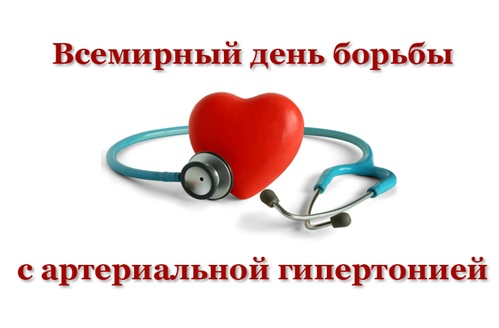 Всемирный день борьбы
с артериальной гипертонией